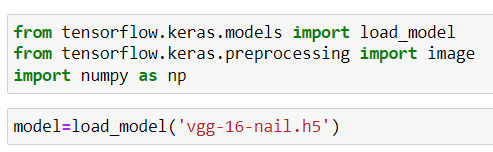 from tensorflow.keras.models import load_model
from tensorflow.keras.preprocessing import image
import numpy as np
model=load_model('vgg-16-nail.h5')